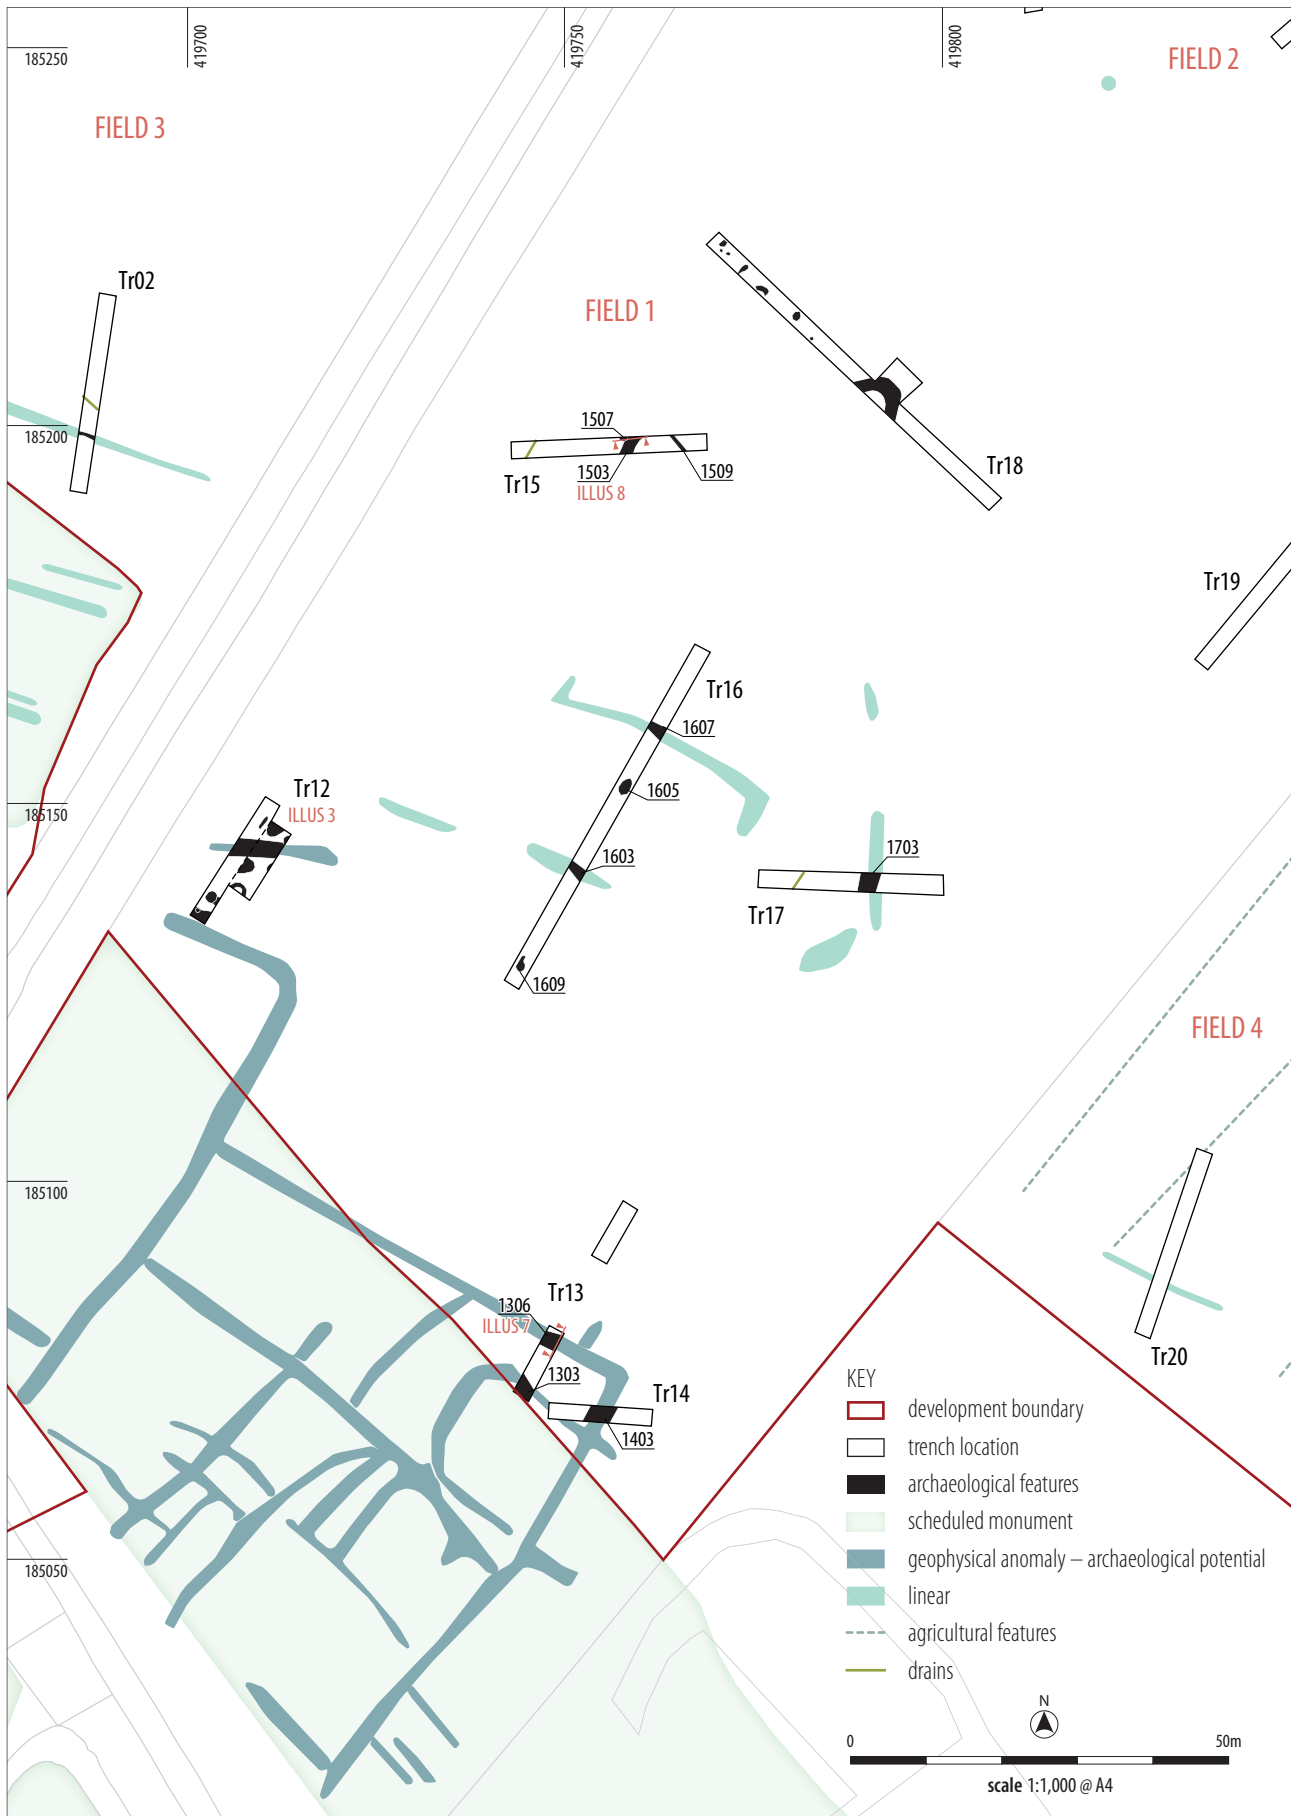 419700
419750
419800
185250
FIELD 2
FIELD 3
Tr02
FIELD 1
185200
1507
1503
ILLUS 8
1509
Tr15
Tr18
Tr19
Tr16
1607
1605
Tr12
ILLUS 3
185150
1603
1703
Tr17
1609
FIELD 4
185100
Tr13
1306
ILLUS 7
1303
Tr14
1403
Tr20
KEY
development boundary
trench location
archaeological features
scheduled monument
geophysical anomaly – archaeological potential
linear
agricultural features
drains
185050
N
0
50m
scale 1:1,000 @ A4